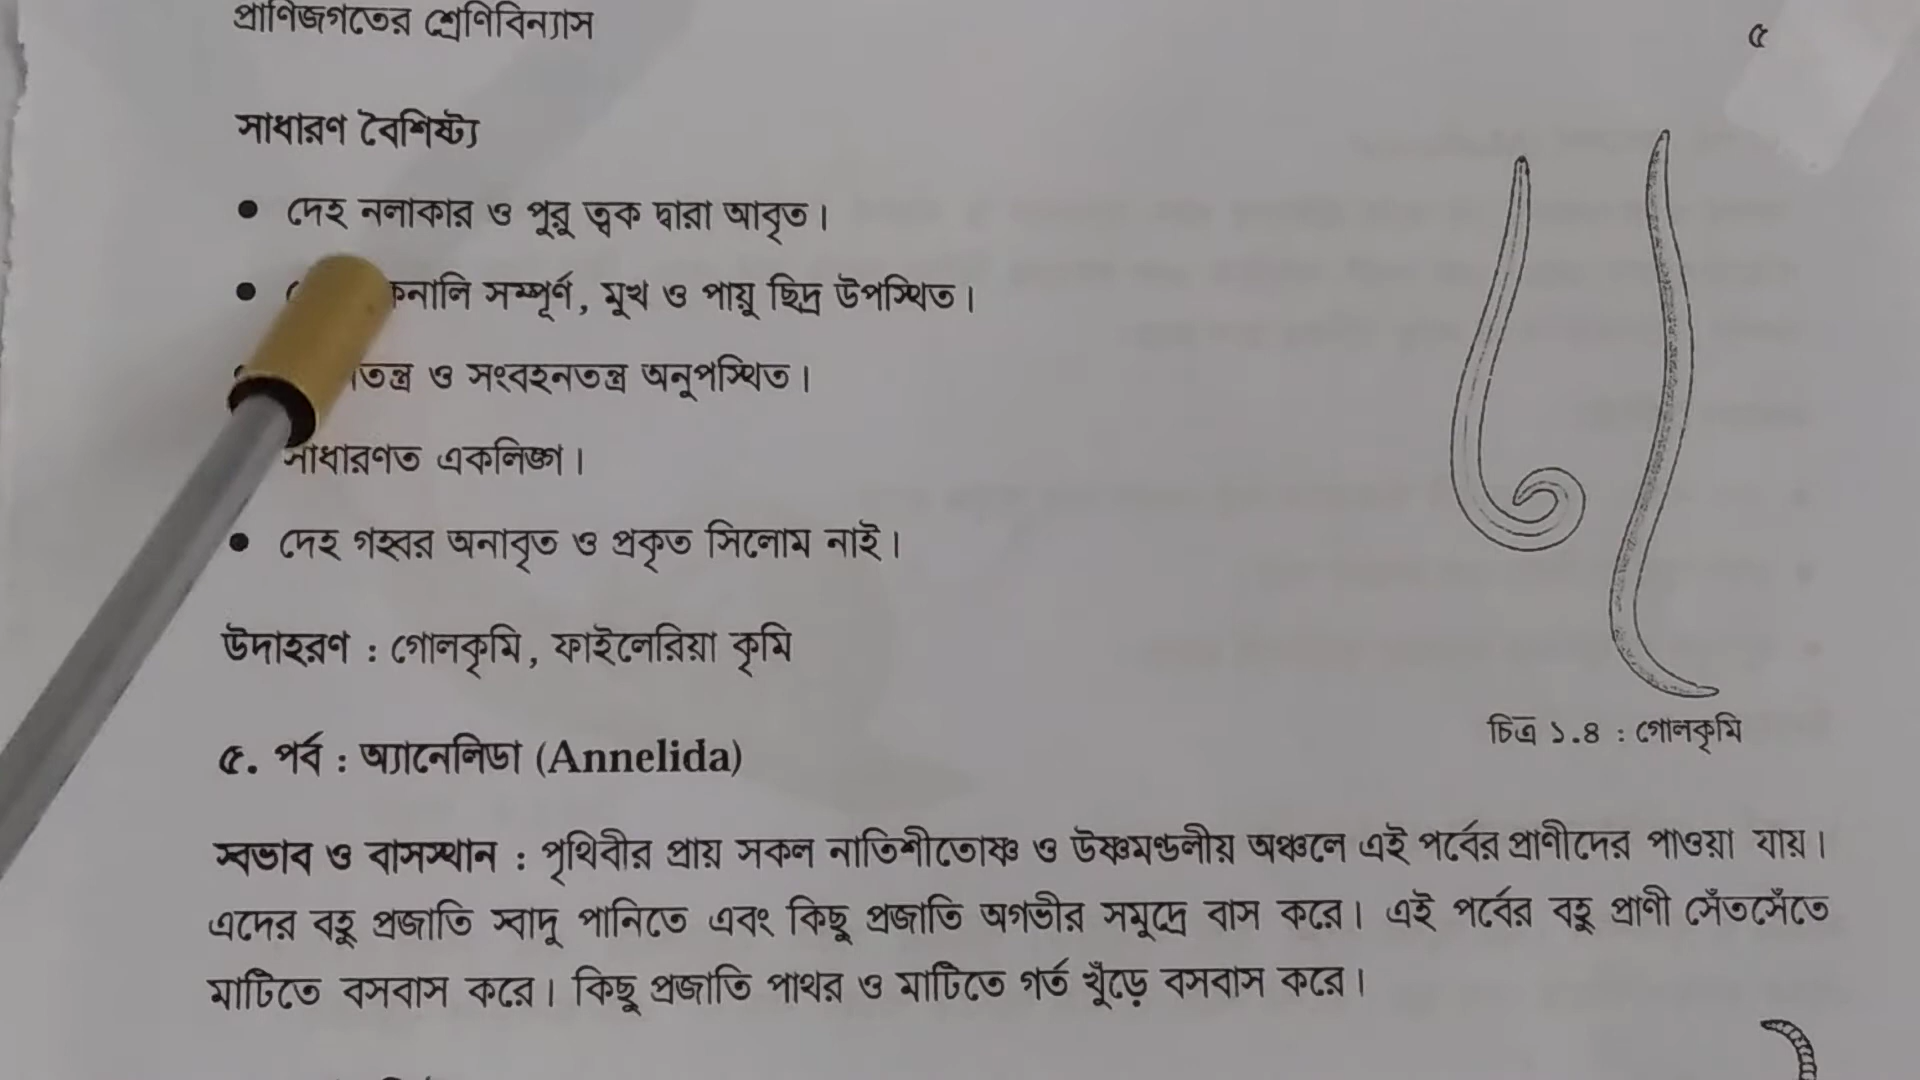 প্রাণিজগতের শ্রেণিবিন্যাস
৫
সাধারণ বৈশিষ্ট্য
● দেহ নলাকার ও পুরু ত্বক দ্বারা আবৃত।
● সম্পূর্ণ, মুখ ও পায়ু ছিদ্র উপস্থিত।
ও সংবহনতন্ত্র অনুপস্থিত।
সাধারণত একলিঙ্গ।
● দেহ গহ্বর অনাবৃত ও প্রকৃত সিলোম নাই।
উদাহরণ : গোলকৃমি, ফাইলেরিয়া কৃমি
চিত্র ১.৪ : গোলকৃমি
৫. পর্ব : অ্যানেলিডা (Annelida)
স্বভাব ও বাসস্থান : পৃথিবীর প্রায় সকল নাতিশীতোষ্ণ ও উষ্ণমণ্ডলীয় অঞ্চলে এই পর্বের প্রাণীদের পাওয়া যায়।
এদের বহু প্রজাতি স্বাদু পানিতে এবং কিছু প্রজাতি অগভীর সমুদ্রে বাস করে। এই পর্বের বহু প্রাণী সেঁতসেঁতে
মাটিতে বসবাস করে। কিছু প্রজাতি পাথর ও মাটিতে গর্ত খুঁড়ে বসবাস করে।